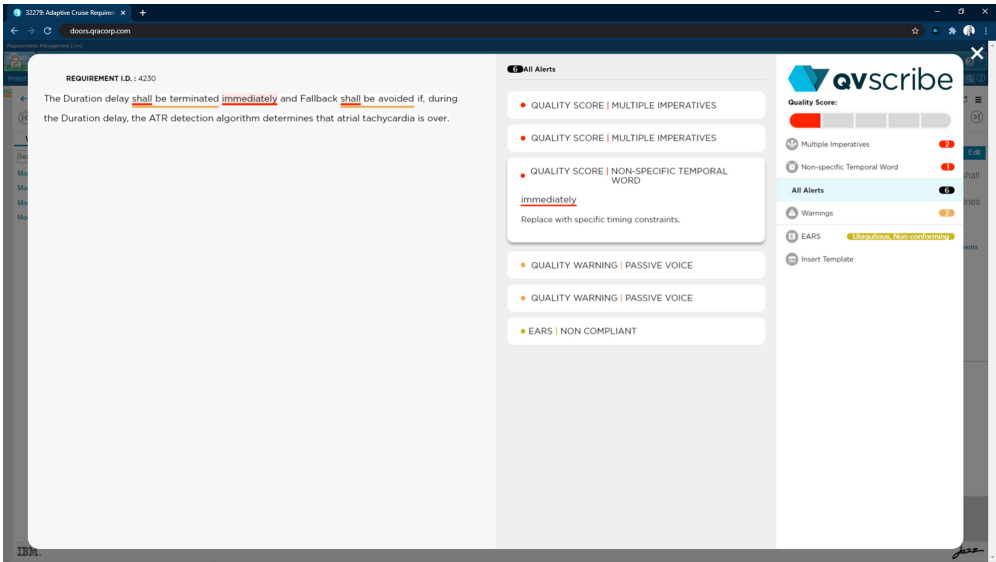 32279: Adaptive Cruise Requirem
doors.qracorp.com
Requirements Management (/rm)
Project
REQUIREMENT I.D. : 4230
The Duration delay shall be terminated immediately and Fallback shall be avoided if, during
the Duration delay, the ATR detection algorithm determines that atrial tachycardia is over.
6 All Alerts
QUALITY SCORE | MULTIPLE IMPERATIVES
QUALITY SCORE | MULTIPLE IMPERATIVES
QUALITY SCORE | NON-SPECIFIC TEMPORAL
WORD
immediately
Replace with specific timing constraints.
QUALITY WARNING | PASSIVE VOICE
QUALITY WARNING | PASSIVE VOICE
EARS | NON COMPLIANT
qvscribe
Quality Score:
Multiple Imperatives 2
Non-specific Temporal Word 1
All Alerts 6
Warnings 2
EARS Ubiquitous, Non-conforming
Insert Template
Edit
IBM.
Jazz